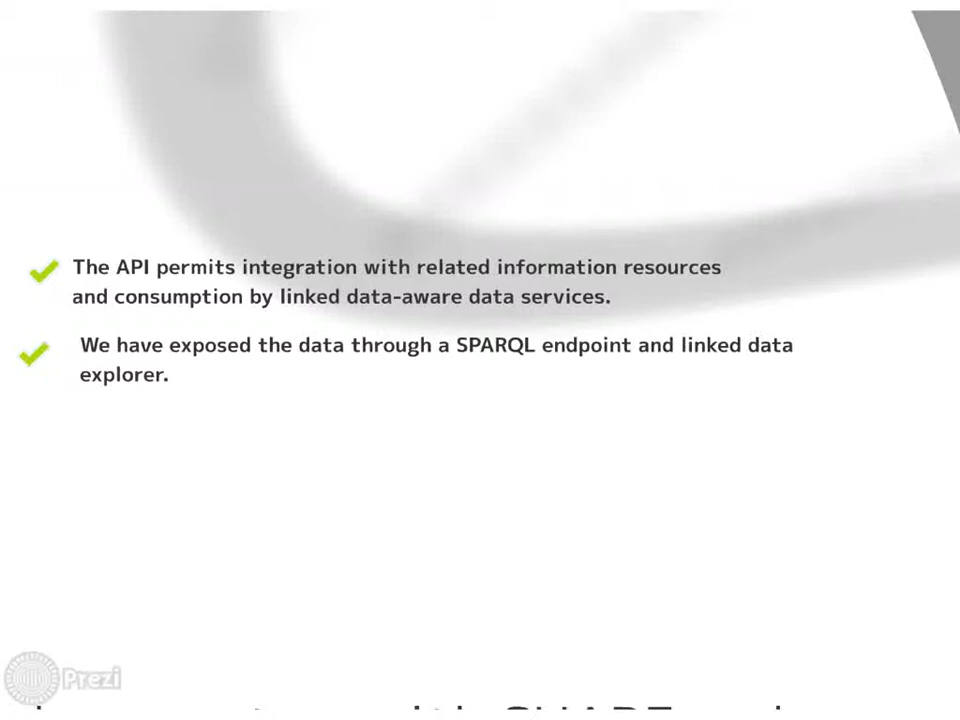 The API permits integration with related information resources
and consumption by linked data-aware data services.
We have exposed the data through a SPARQL endpoint and linked data
explorer.
Prezi